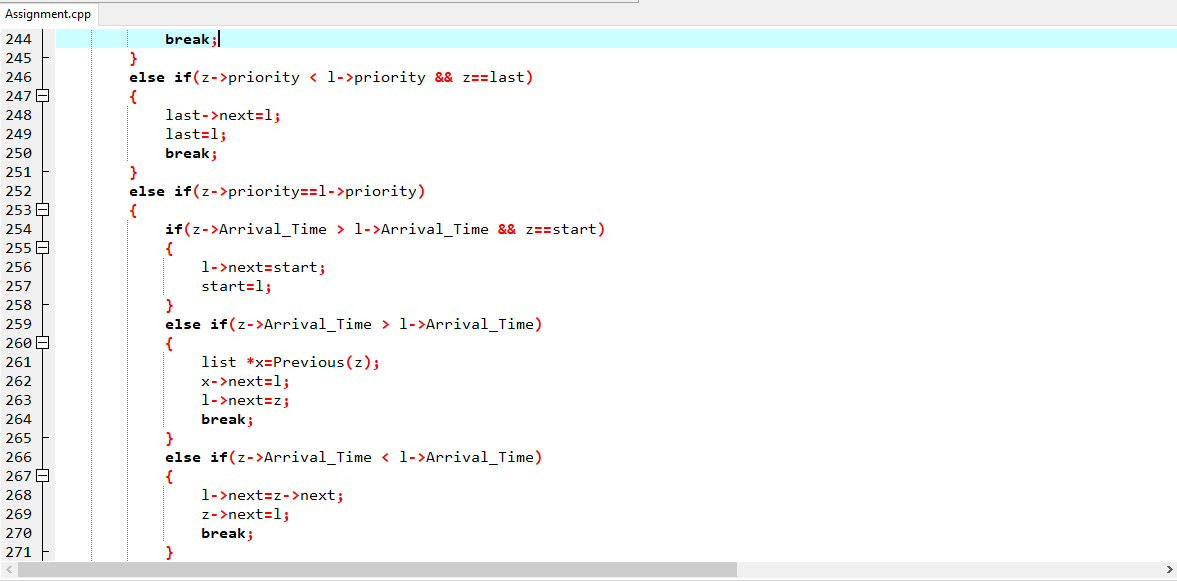 Assignment.cpp
244 break;
245 }
246 else if(z->priority < l->priority && z==last)
247 {
248 last->next=l;
249 last=l;
250 break;
251 }
252 else if(z->priority==l->priority)
253 {
254 if(z->Arrival_Time > l->Arrival_Time && z==start)
255 {
256 l->next=start;
257 start=l;
258 }
259 else if(z->Arrival_Time > l->Arrival_Time)
260 {
261 list *x=Previous(z);
262 x->next=l;
263 l->next=z;
264 break;
265 }
266 else if(z->Arrival_Time < l->Arrival_Time)
267 {
268 l->next=z->next;
269 z->next=l;
270 break;
271 }